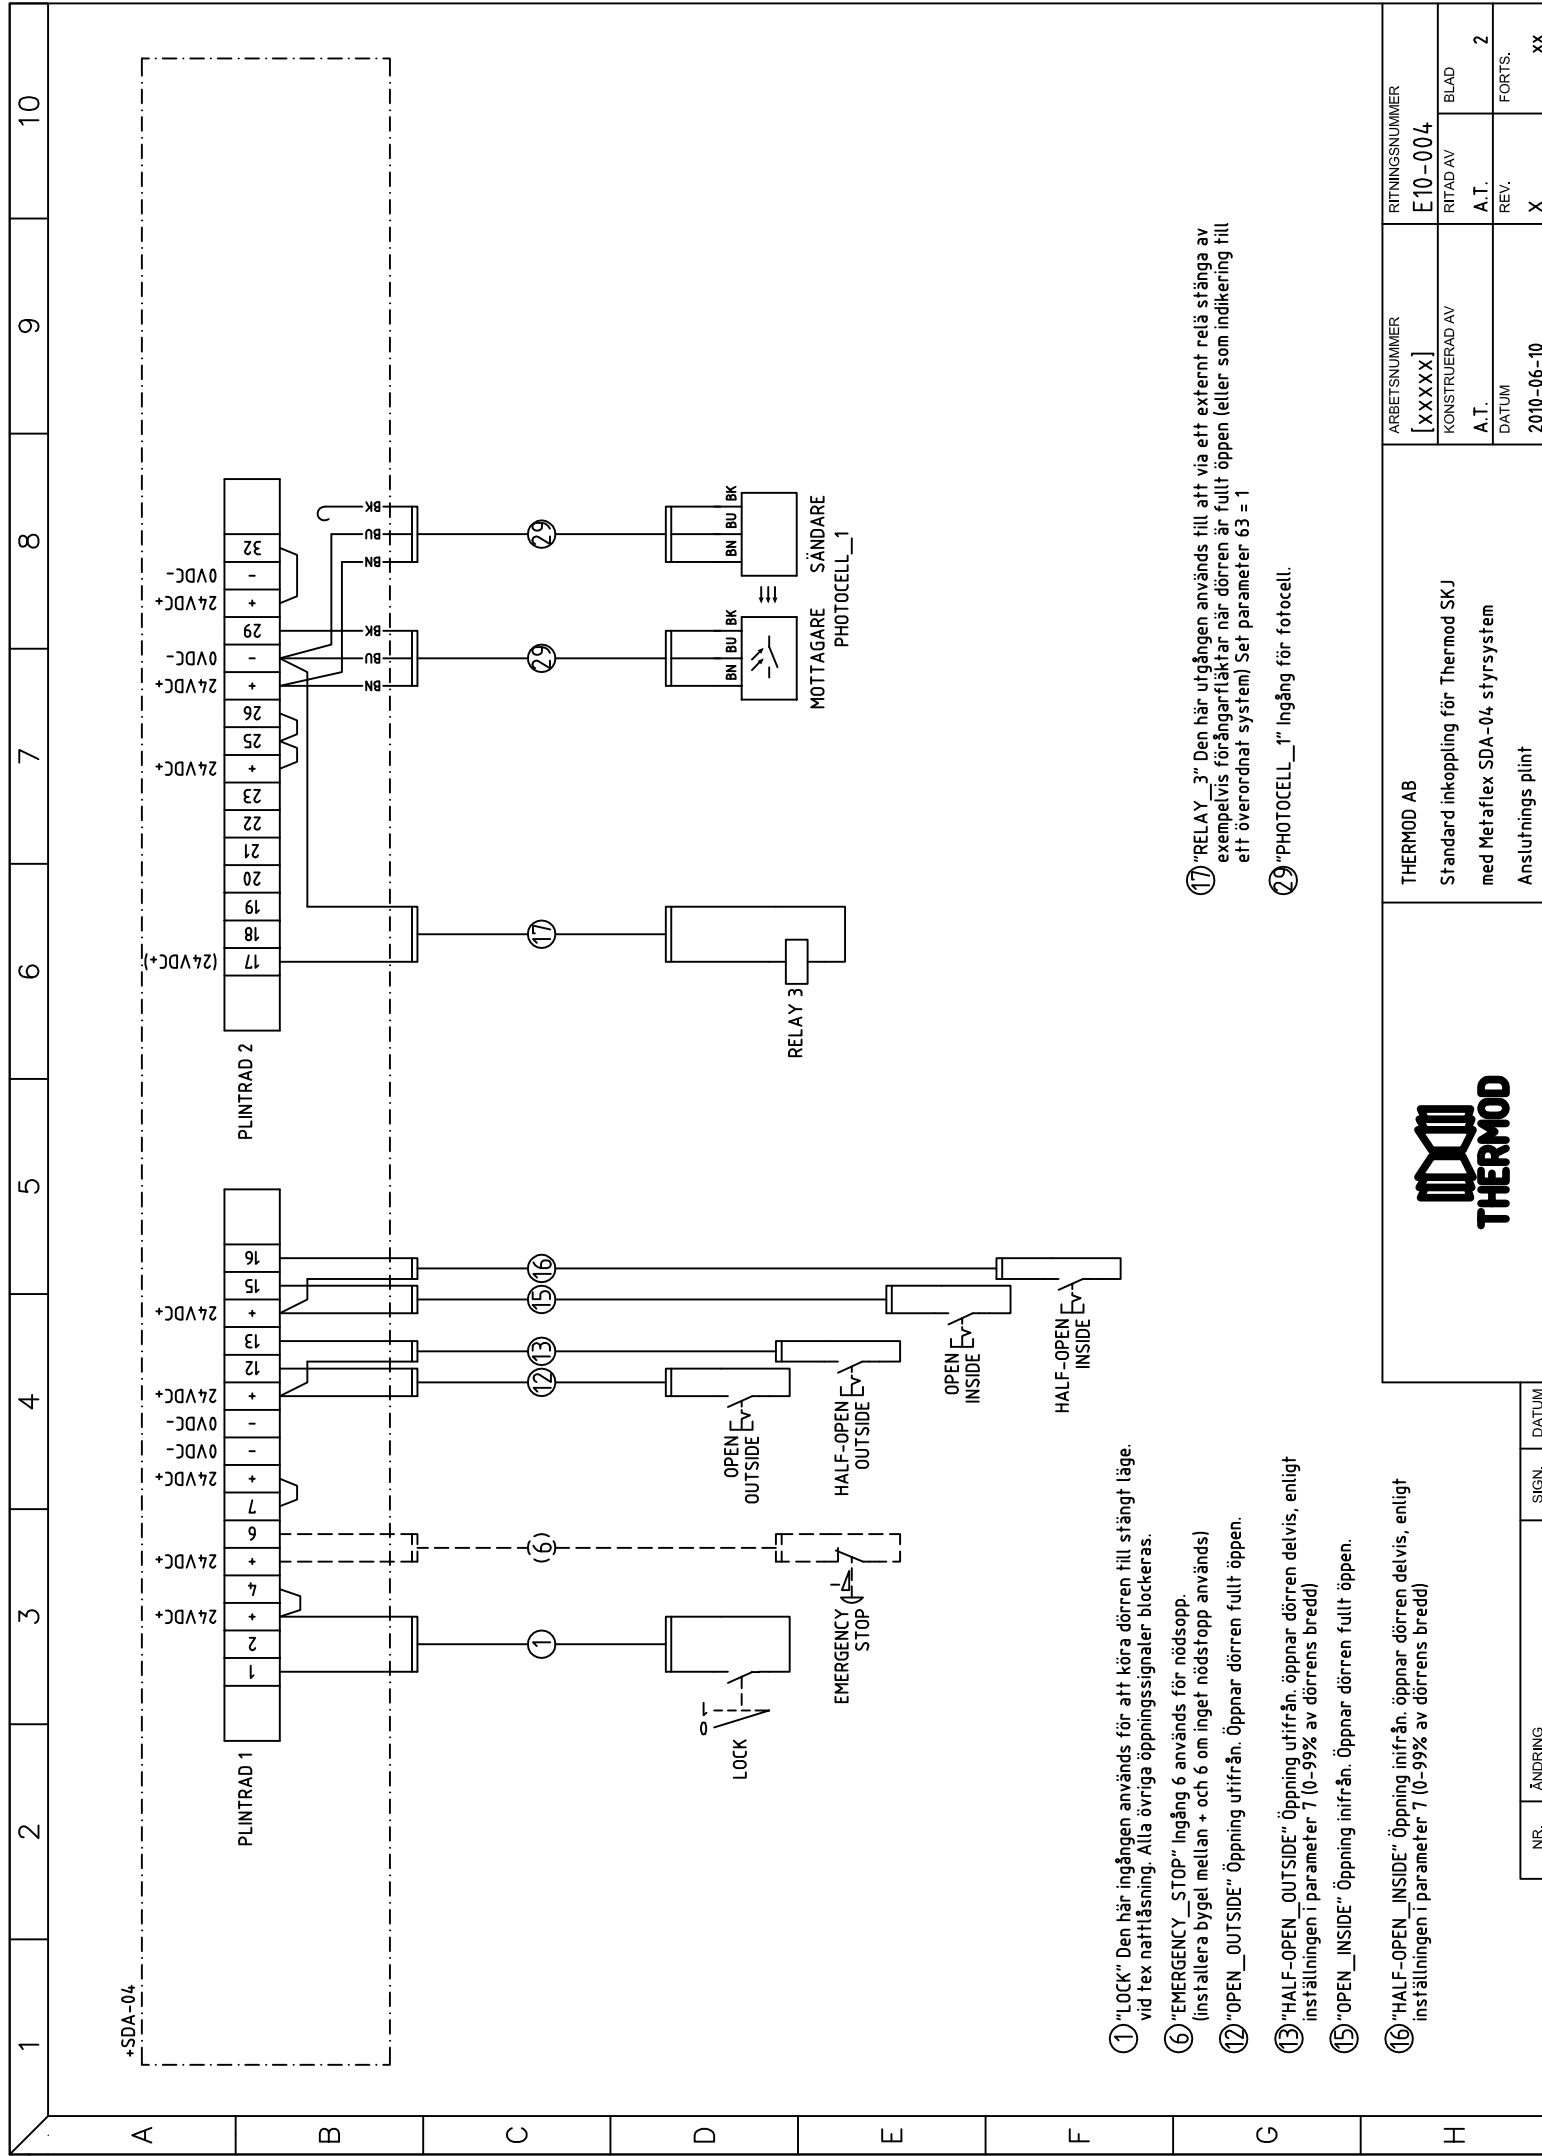 1 2 3 4 5 6 7 8 9 10
A
B
C
D
E
F
G
H
+SDA-04
PLINTRAD 1
1 2 + 4 + 6 7 + - - + 12 13 + 15 16
24VDC+ 24VDC+ 24VDC+ 0VDC- 0VDC- 24VDC+ 24VDC+
PLINTRAD 2
17 18 19 20 21 22 23 + 25 26 + - 29 + - 32
(24VDC+) 24VDC+ 24VDC+ 0VDC- 24VDC+ 0VDC-
BN BU BK BN BU BK
1 (6) 12 13 15 16 17 29 29
0 1
LOCK
EMERGENCY
STOP
OPEN
OUTSIDE
HALF-OPEN
OUTSIDE
OPEN
INSIDE
HALF-OPEN
INSIDE
RELAY 3
BN BU BK
BN BU BK
MOTTAGARE SÄNDARE
PHOTOCELL_1
1 "LOCK" Den här ingången används för att köra dörren till stängt läge.
vid tex nattlåsning. Alla övriga öppningssignaler blockeras.
6 "EMERGENCY_STOP" Ingång 6 används för nödsopp.
(installera bygel mellan + och 6 om inget nödstopp används)
12 "OPEN_OUTSIDE" Öppning utifrån. Öppnar dörren fullt öppen.
13 "HALF-OPEN_OUTSIDE" Öppning utifrån. öppnar dörren delvis, enligt
inställningen i parameter 7 (0-99% av dörrens bredd)
15 "OPEN_INSIDE" Öppning inifrån. Öppnar dörren fullt öppen.
16 "HALF-OPEN_INSIDE" Öppning inifrån. öppnar dörren delvis, enligt
inställningen i parameter 7 (0-99% av dörrens bredd)
17 "RELAY_3" Den här utgången används till att via ett externt relä stänga av
exempelvis förångarfläktar när dörren är fullt öppen (eller som indikering till
ett överordnat system) Set parameter 63 = 1
29 "PHOTOCELL_1" Ingång för fotocell.
NR. ÄNDRING SIGN. DATUM
THERMOD
THERMOD AB
Standard inkoppling för Thermod SKJ
med Metaflex SDA-04 styrsystem
Anslutnings plint
ARBETSNUMMER
[XXXXX]
RITNINGSNUMMER
E10-004
KONSTRUERAD AV
A.T.
RITAD AV
A.T.
BLAD
2
DATUM
2010-06-10
REV.
X
FORTS.
XX